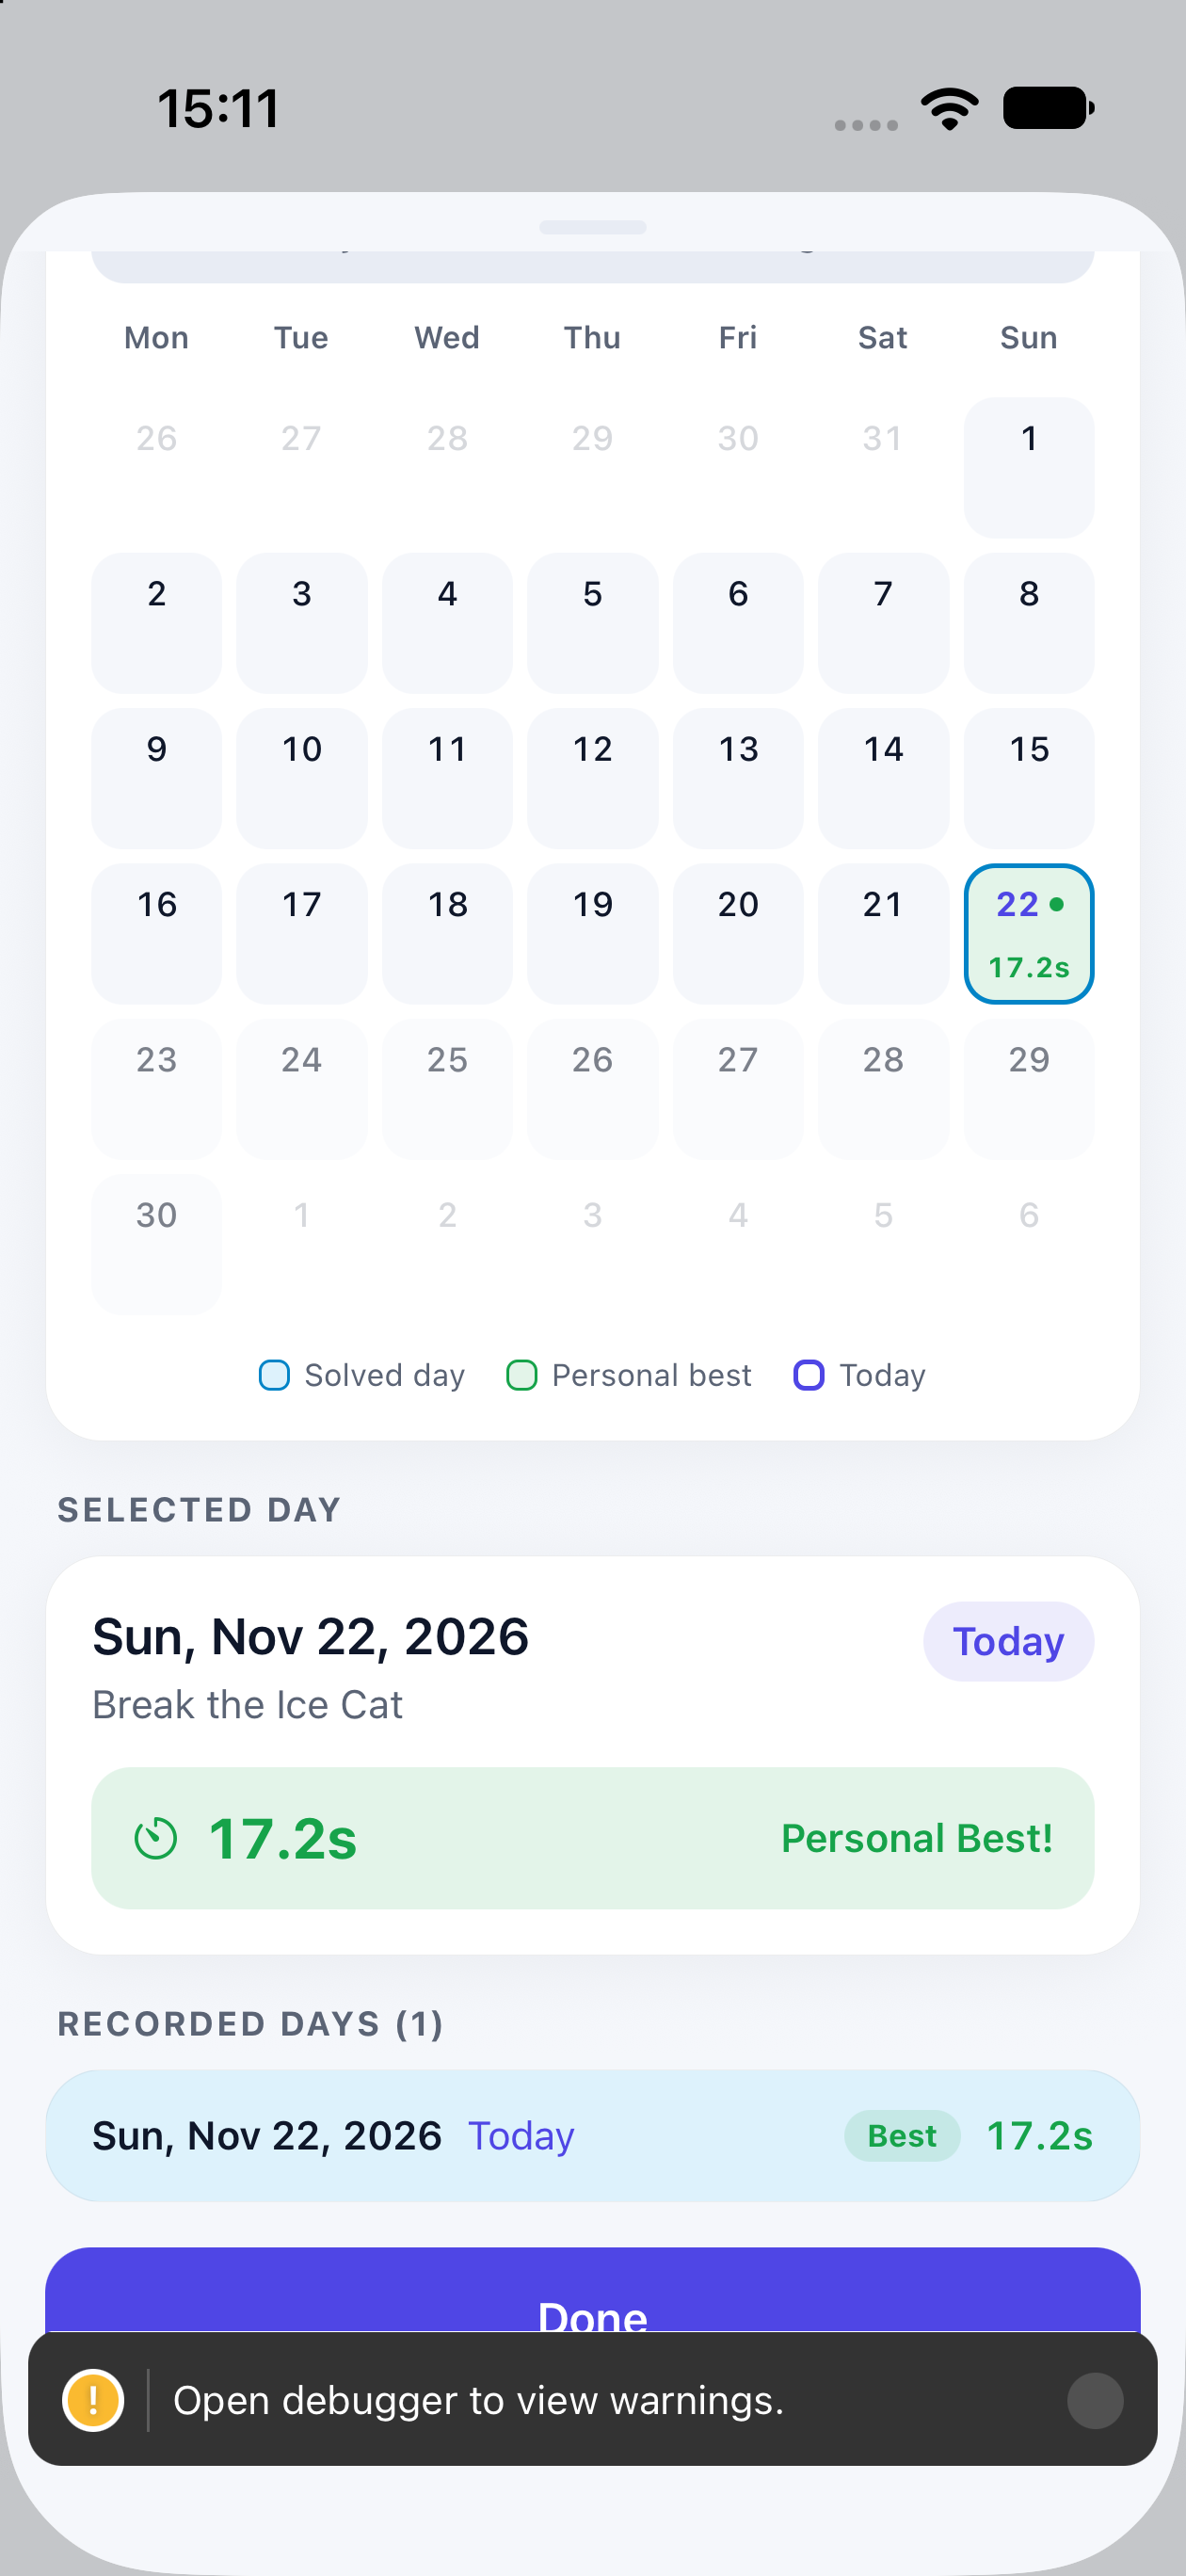 15:11
Mon Tue Wed Thu Fri Sat Sun
26 27 28 29 30 31 1
2 3 4 5 6 7 8
9 10 11 12 13 14 15
16 17 18 19 20 21 22
17.2s
23 24 25 26 27 28 29
30 1 2 3 4 5 6
Solved day Personal best Today
SELECTED DAY
Sun, Nov 22, 2026 Today
Break the Ice Cat
17.2s Personal Best!
RECORDED DAYS (1)
Sun, Nov 22, 2026 Today Best 17.2s
Done
! Open debugger to view warnings.